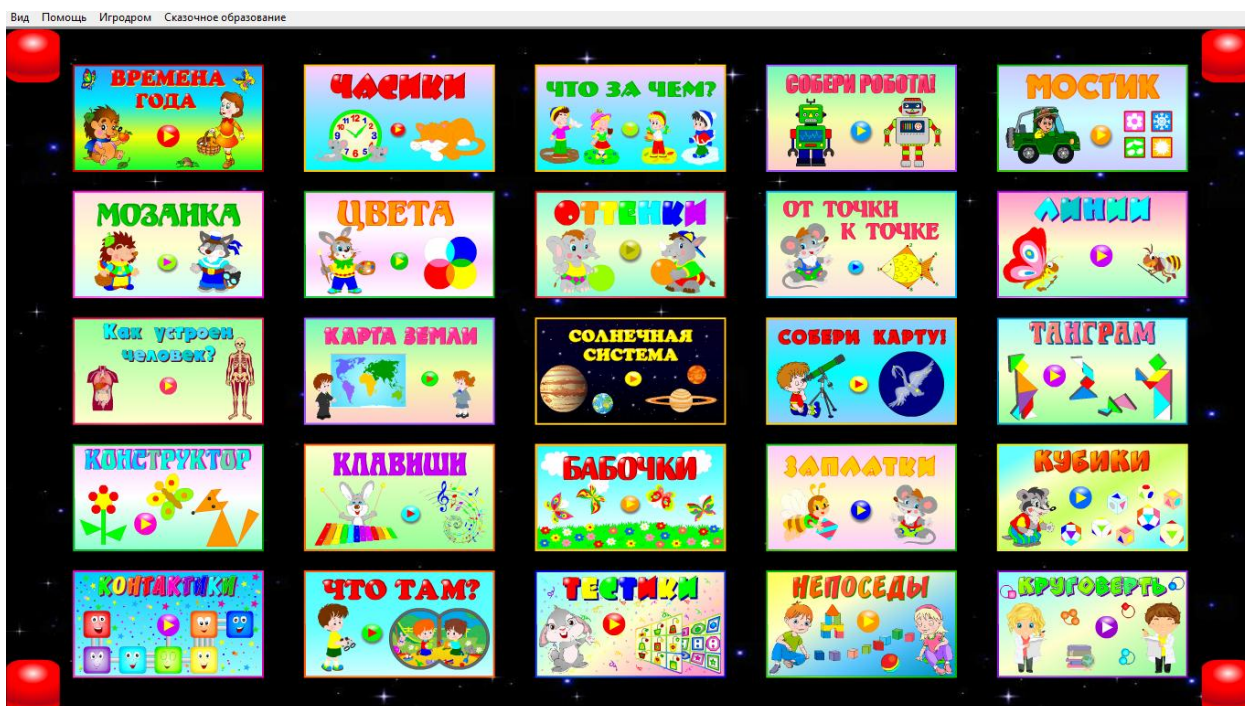 Вид Помощь Игродром Сказочное образование
ВРЕМЕНА
ГОДА
ЧАСИКИ
ЧТО ЗА ЧЕМ?
СОБЕРИ РОБОТА!
МОСТИК
МОЗАИКА
ЦВЕТА
ОТТЕНКИ
ОТ ТОЧКИ
К ТОЧКЕ
ЛИНИИ
Как устроен
человек?
КАРТА ЗЕМЛИ
СОЛНЕЧНАЯ
СИСТЕМА
СОБЕРИ КАРТУ!
ТАНГРАМ
КОНСТРУКТОР
КЛАВИШИ
БАБОЧКИ
ЗАПЛАТКИ
КУБИКИ
КОНТАКТИКИ
ЧТО ТАМ?
ТЕСТИКИ
НЕПОСЕДЫ
КРУГОВЕРТЬ